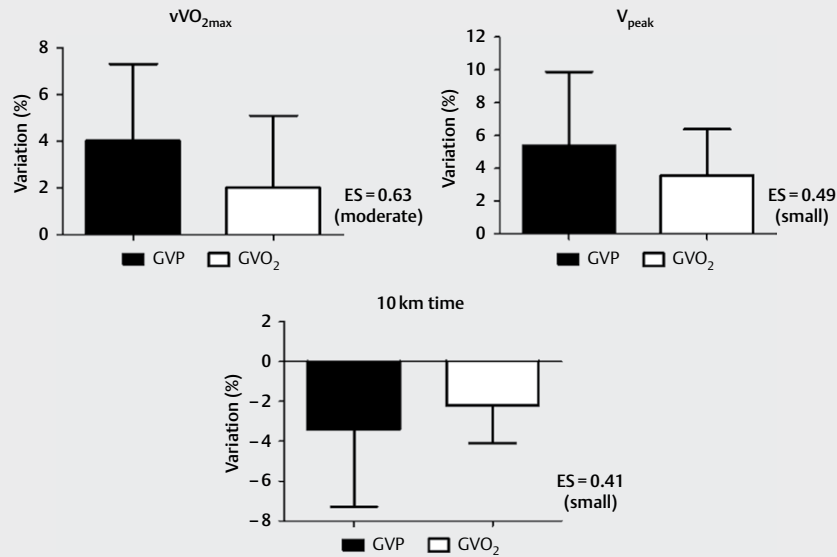 vVO2max
Variation (%)
8
6
4
2
0
ES = 0.63
(moderate)
GVP GVO2
Vpeak
Variation (%)
12
10
8
6
4
2
0
ES = 0.49
(small)
GVP GVO2
10 km time
Variation (%)
2
0
−2
−4
−6
−8
ES = 0.41
(small)
GVP GVO2